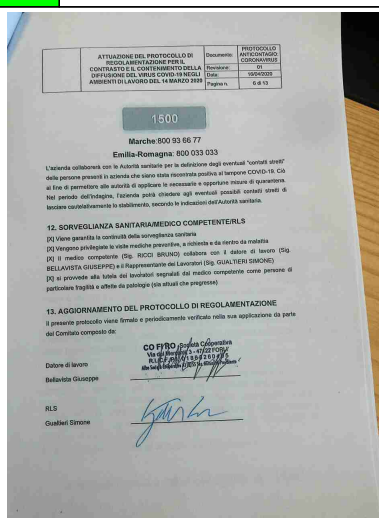 ATTUAZIONE DEL PROTOCOLLO DI
REGOLAMENTAZIONE PER IL
CONTRASTO E IL CONTENIMENTO DELLA
DIFFUSIONE DEL VIRUS COVID-19 NEGLI
AMBIENTI DI LAVORO DEL 14 MARZO 2020
Documento: PROTOCOLLO ANTICONTAGIO CORONAVIRUS
Revisione: 01
Data: 19/04/2020
Pagina n. 6 di 13
1500
Marche:800 93 66 77
Emilia-Romagna: 800 033 033
L'azienda collaborerà con le Autorità sanitarie per la definizione degli eventuali "contatti stretti"
delle persone presenti in azienda che siano state riscontrate positive al tampone COVID-19. Ciò
al fine di permettere alle autorità di applicare le necessarie e opportune misure di quarantena.
Nel periodo dell'indagine, l'azienda potrà chiedere agli eventuali possibili contatti stretti di
lasciare cautelativamente lo stabilimento, secondo le indicazioni dell'Autorità sanitaria.
12. SORVEGLIANZA SANITARIA/MEDICO COMPETENTE/RLS
[X] Viene garantita la continuità della sorveglianza sanitaria
[X] Vengono privilegiate le visite mediche preventive, a richiesta e da rientro da malattia
[X] Il medico competente (Sig. RICCI BRUNO) collabora con il datore di lavoro (Sig.
BELLAVISTA GIUSEPPE) e il Rappresentante dei Lavoratori (Sig. GUALTIERI SIMONE)
[X] si provvede alla tutela dei lavoratori segnalati dal medico competente come persone di
particolare fragilità e affette da patologie (sia attuali che pregresse)
13. AGGIORNAMENTO DEL PROTOCOLLO DI REGOLAMENTAZIONE
Il presente protocollo viene firmato e periodicamente verificato nella sua applicazione da parte
del Comitato composto da:
Società Cooperativa
Datore di lavoro
Bellavista Giuseppe
RLS
Gualtieri Simone